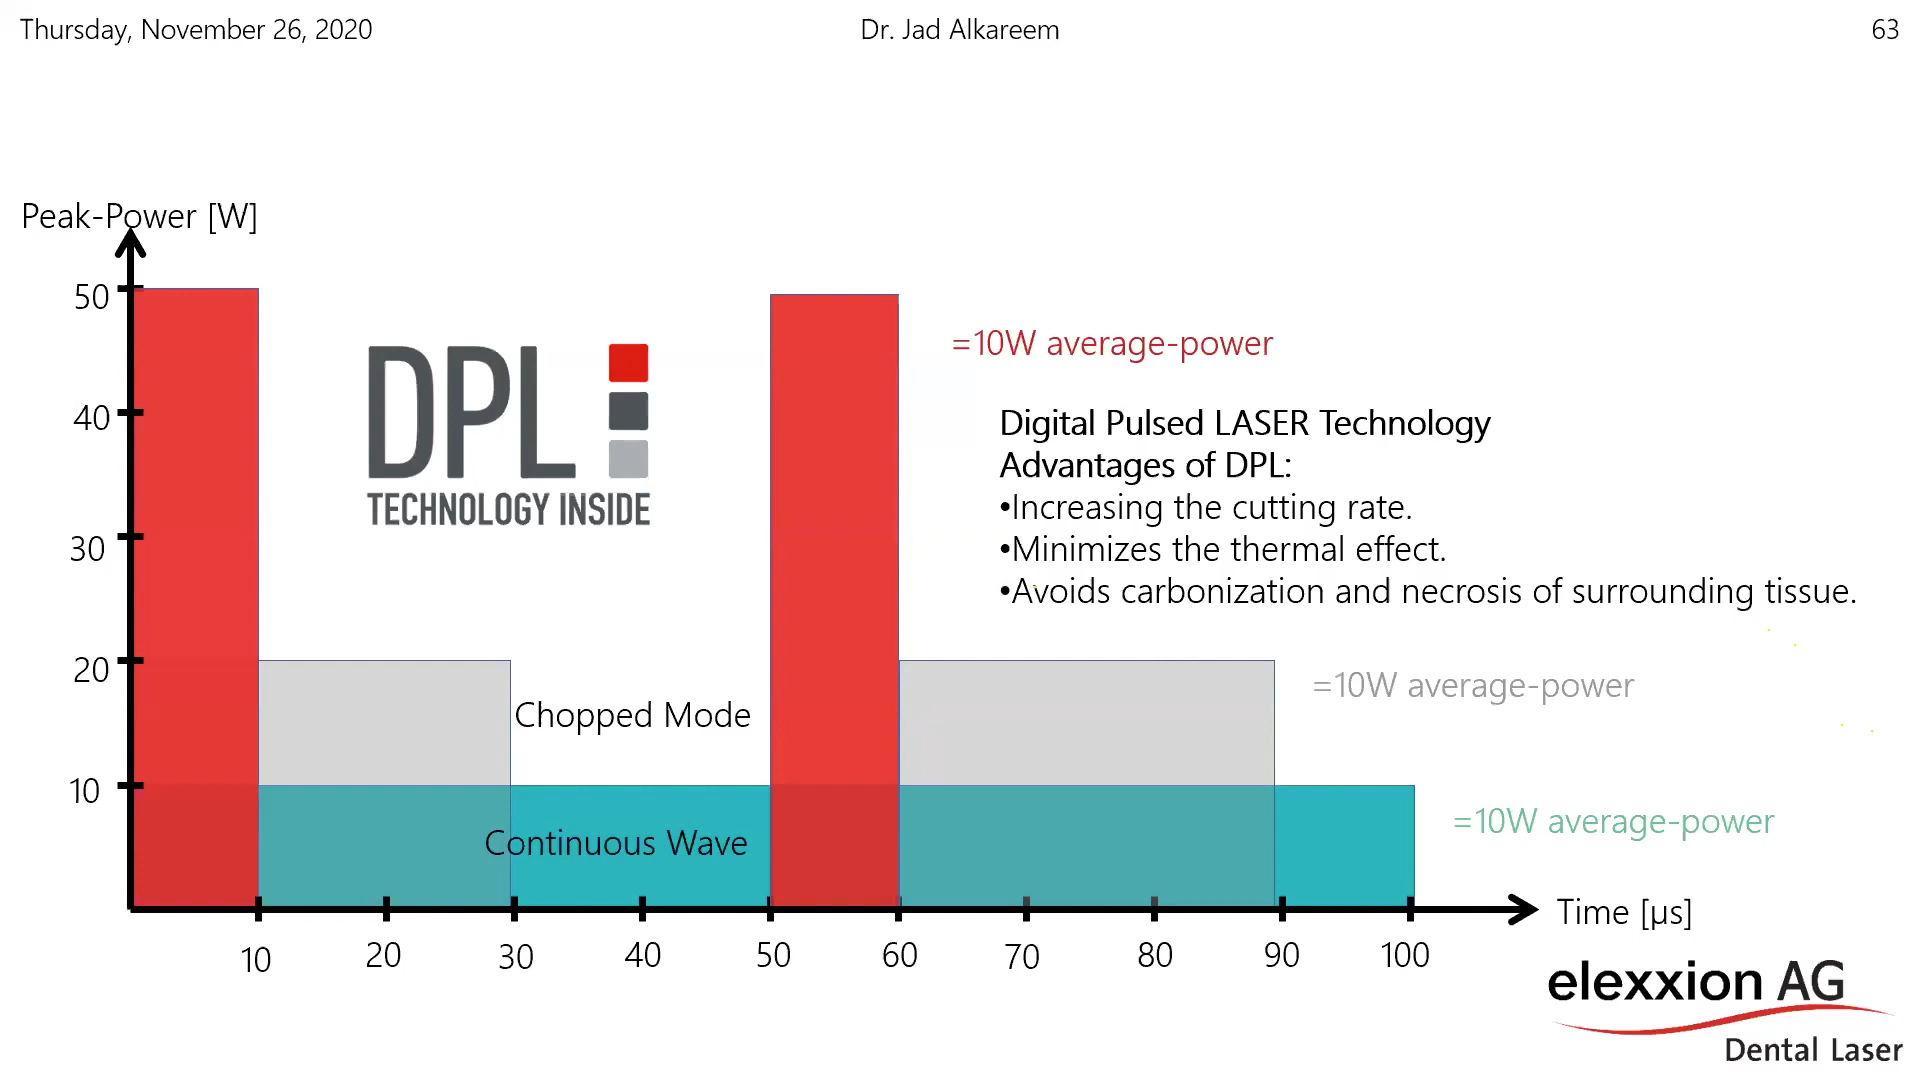 Thursday, November 26, 2020
Dr. Jad Alkareem
63
Peak-Power [W]
50
40
30
20
10
DPL
TECHNOLOGY INSIDE
=10W average-power
Digital Pulsed LASER Technology
Advantages of DPL:
•Increasing the cutting rate.
•Minimizes the thermal effect.
•Avoids carbonization and necrosis of surrounding tissue.
=10W average-power
Chopped Mode
=10W average-power
Continuous Wave
Time [µs]
10 20 30 40 50 60 70 80 90 100
elexxion AG
Dental Laser